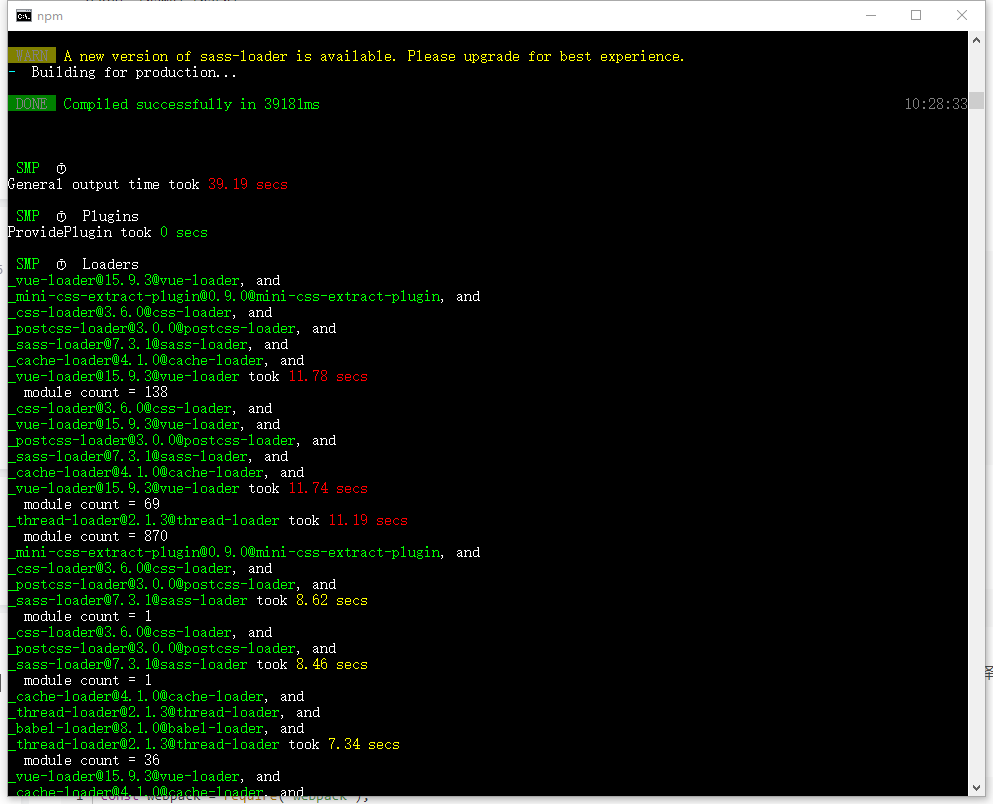 npm
WARN A new version of sass-loader is available. Please upgrade for best experience.
- Building for production...
DONE Compiled successfully in 39181ms 10:28:33
SMP ⏱
General output time took 39.19 secs
SMP ⏱ Plugins
ProvidePlugin took 0 secs
SMP ⏱ Loaders
_vue-loader@15.9.3@vue-loader, and
_mini-css-extract-plugin@0.9.0@mini-css-extract-plugin, and
_css-loader@3.6.0@css-loader, and
_postcss-loader@3.0.0@postcss-loader, and
_sass-loader@7.3.1@sass-loader, and
_cache-loader@4.1.0@cache-loader, and
_vue-loader@15.9.3@vue-loader took 11.78 secs
module count = 138
_css-loader@3.6.0@css-loader, and
_vue-loader@15.9.3@vue-loader, and
_postcss-loader@3.0.0@postcss-loader, and
_sass-loader@7.3.1@sass-loader, and
_cache-loader@4.1.0@cache-loader, and
_vue-loader@15.9.3@vue-loader took 11.74 secs
module count = 69
_thread-loader@2.1.3@thread-loader took 11.19 secs
module count = 870
_mini-css-extract-plugin@0.9.0@mini-css-extract-plugin, and
_css-loader@3.6.0@css-loader, and
_postcss-loader@3.0.0@postcss-loader, and
_sass-loader@7.3.1@sass-loader took 8.62 secs
module count = 1
_css-loader@3.6.0@css-loader, and
_postcss-loader@3.0.0@postcss-loader, and
_sass-loader@7.3.1@sass-loader took 8.46 secs
module count = 1
_cache-loader@4.1.0@cache-loader, and
_thread-loader@2.1.3@thread-loader, and
_babel-loader@8.1.0@babel-loader, and
_thread-loader@2.1.3@thread-loader took 7.34 secs
module count = 36
_vue-loader@15.9.3@vue-loader, and
_cache-loader@4.1.0@cache-loader, and